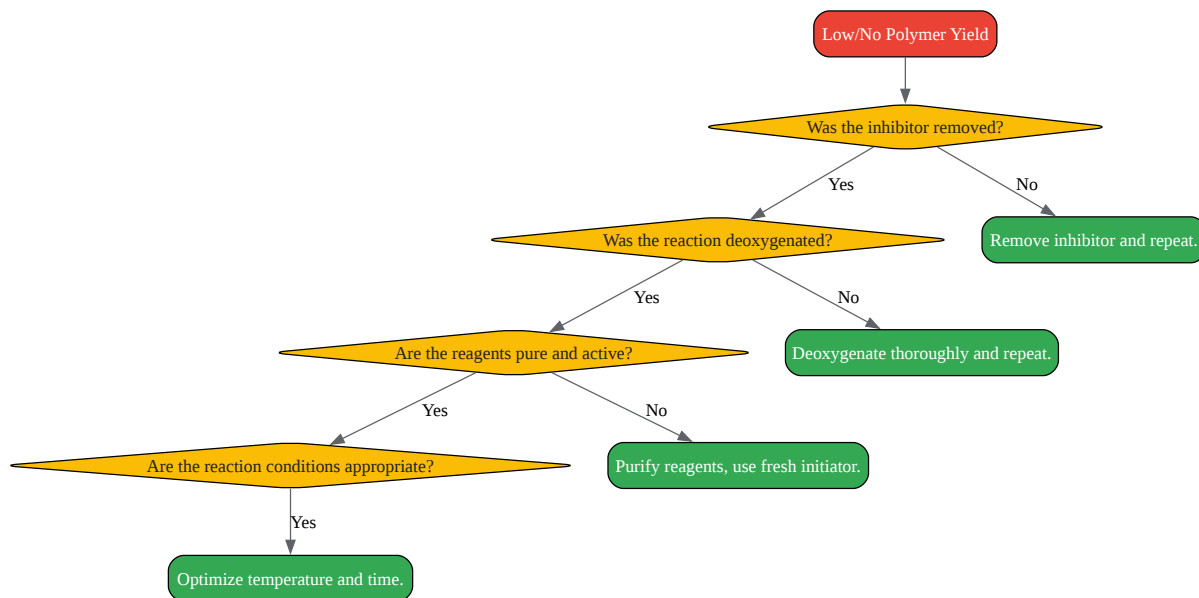 Low/No Polymer Yield
Was the inhibitor removed?
Yes
No
Was the reaction deoxygenated?
Remove inhibitor and repeat.
Yes
No
Are the reagents pure and active?
Deoxygenate thoroughly and repeat.
Yes
No
Are the reaction conditions appropriate?
Purify reagents, use fresh initiator.
Yes
Optimize temperature and time.